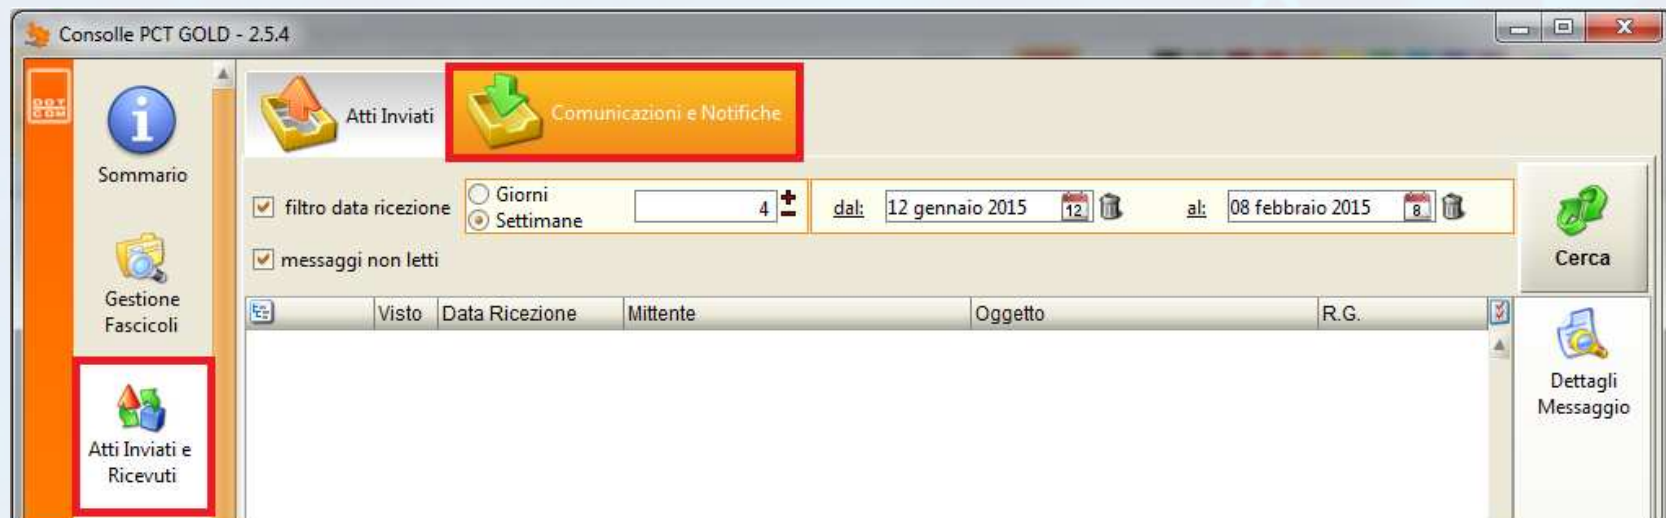 Consolle PCT GOLD - 2.5.4
DOT
COM
Sommario
Gestione
Fascicoli
Atti Inviati e
Ricevuti
Atti Inviati
Comunicazioni e Notifiche
filtro data ricezione
Giorni
Settimane
4
dal: 12 gennaio 2015 12
al: 08 febbraio 2015 8
messaggi non letti
Cerca
Visto Data Ricezione Mittente Oggetto R.G.
Dettagli
Messaggio